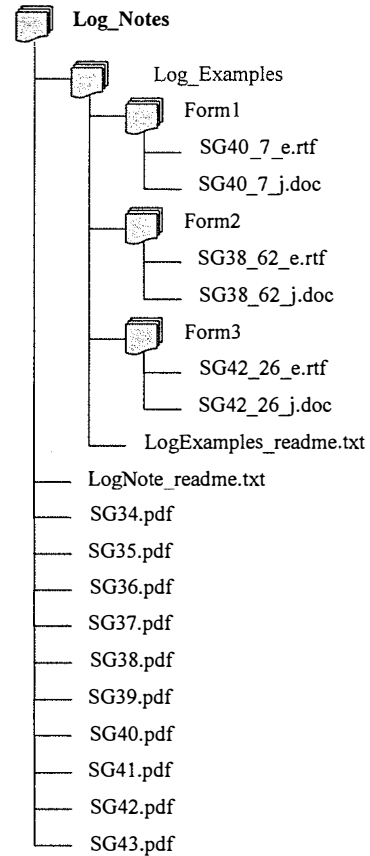 Log_Notes
Log_Examples
Form1
SG40_7_e.rtf
SG40_7_j.doc
Form2
SG38_62_e.rtf
SG38_62_j.doc
Form3
SG42_26_e.rtf
SG42_26_j.doc
LogExamples_readme.txt
LogNote_readme.txt
SG34.pdf
SG35.pdf
SG36.pdf
SG37.pdf
SG38.pdf
SG39.pdf
SG40.pdf
SG41.pdf
SG42.pdf
SG43.pdf